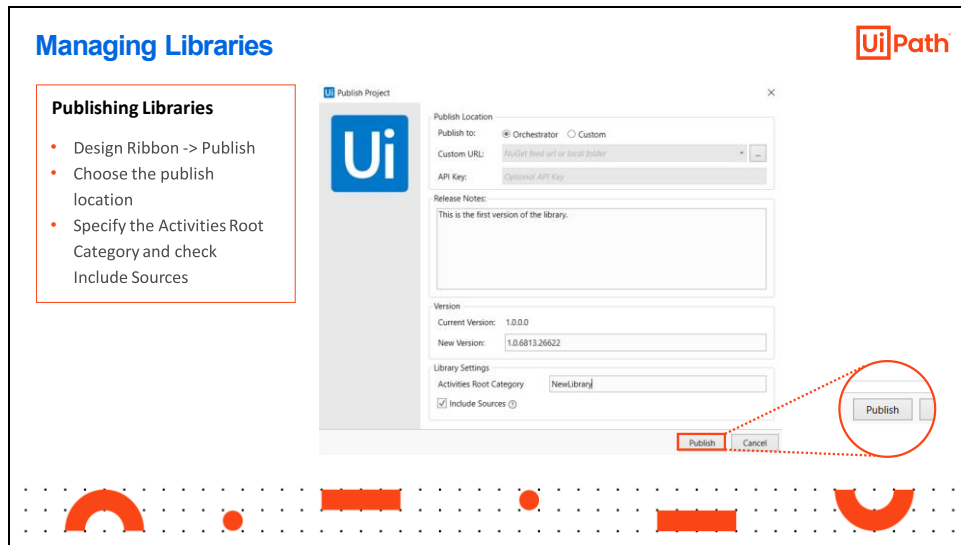 Managing Libraries
UiPath
Publishing Libraries
• Design Ribbon -> Publish
• Choose the publish
location
• Specify the Activities Root
Category and check
Include Sources
Ui Publish Project
Ui
Publish Location
Publish to: Orchestrator Custom
Custom URL: NuGet feed url or local folder ...
API Key: Optional API Key
Release Notes:
This is the first version of the library.
Version
Current Version: 1.0.0.0
New Version: 1.0.6813.26622
Library Settings
Activities Root Category NewLibrary
Include Sources ?
Publish Cancel
Publish